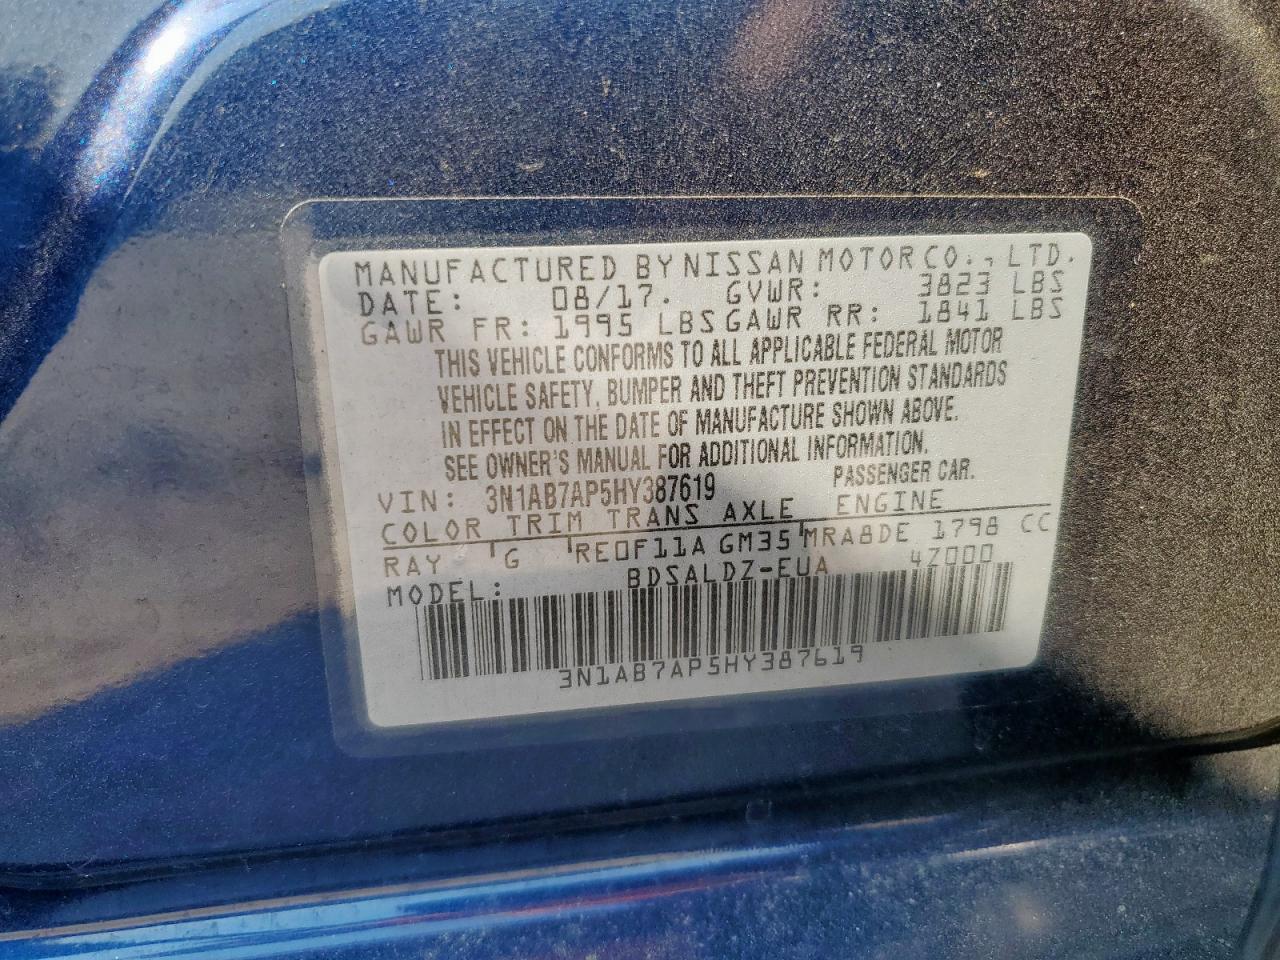 MANUFACTURED BY NISSAN MOTOR CO., LTD.
DATE: 08/17. GVWR: 3823 LBS
GAWR FR: 1995 LBS GAWR RR: 1841 LBS
THIS VEHICLE CONFORMS TO ALL APPLICABLE FEDERAL MOTOR
VEHICLE SAFETY, BUMPER AND THEFT PREVENTION STANDARDS
IN EFFECT ON THE DATE OF MANUFACTURE SHOWN ABOVE.
SEE OWNER'S MANUAL FOR ADDITIONAL INFORMATION.
VIN: 3N1AB7AP5HY387619 PASSENGER CAR.
COLOR TRIM TRANS AXLE ENGINE
RAY G RE0F11A GM35 MRA8DE 1798 CC
MODEL: BDSALDZ-EUA 4Z000
3N1AB7AP5HY387619